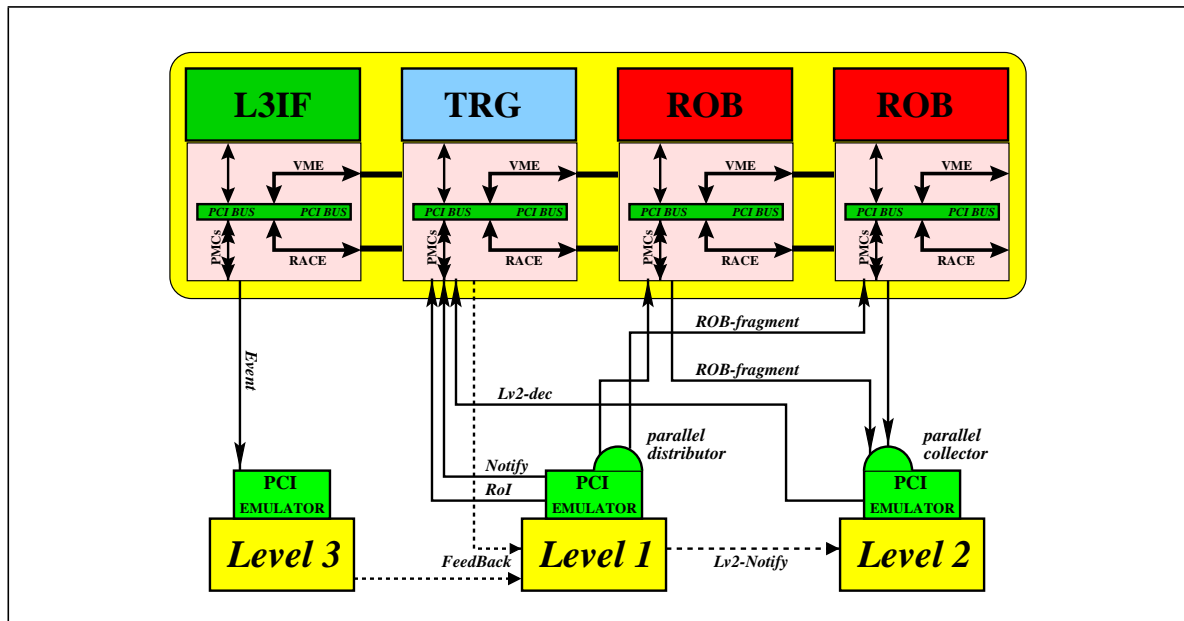 L3IF TRG ROB ROB
VME VME VME VME
PCI BUS PCI BUS PCI BUS PCI BUS PCI BUS PCI BUS PCI BUS PCI BUS
PMCs PMCs PMCs PMCs
RACE RACE RACE RACE
ROB-fragment
Event
ROB-fragment
Lv2-dec
parallel distributor
parallel collector
Notify
RoI
PCI EMULATOR
PCI EMULATOR
PCI EMULATOR
Level 3
Level 1
Level 2
FeedBack
Lv2-Notify